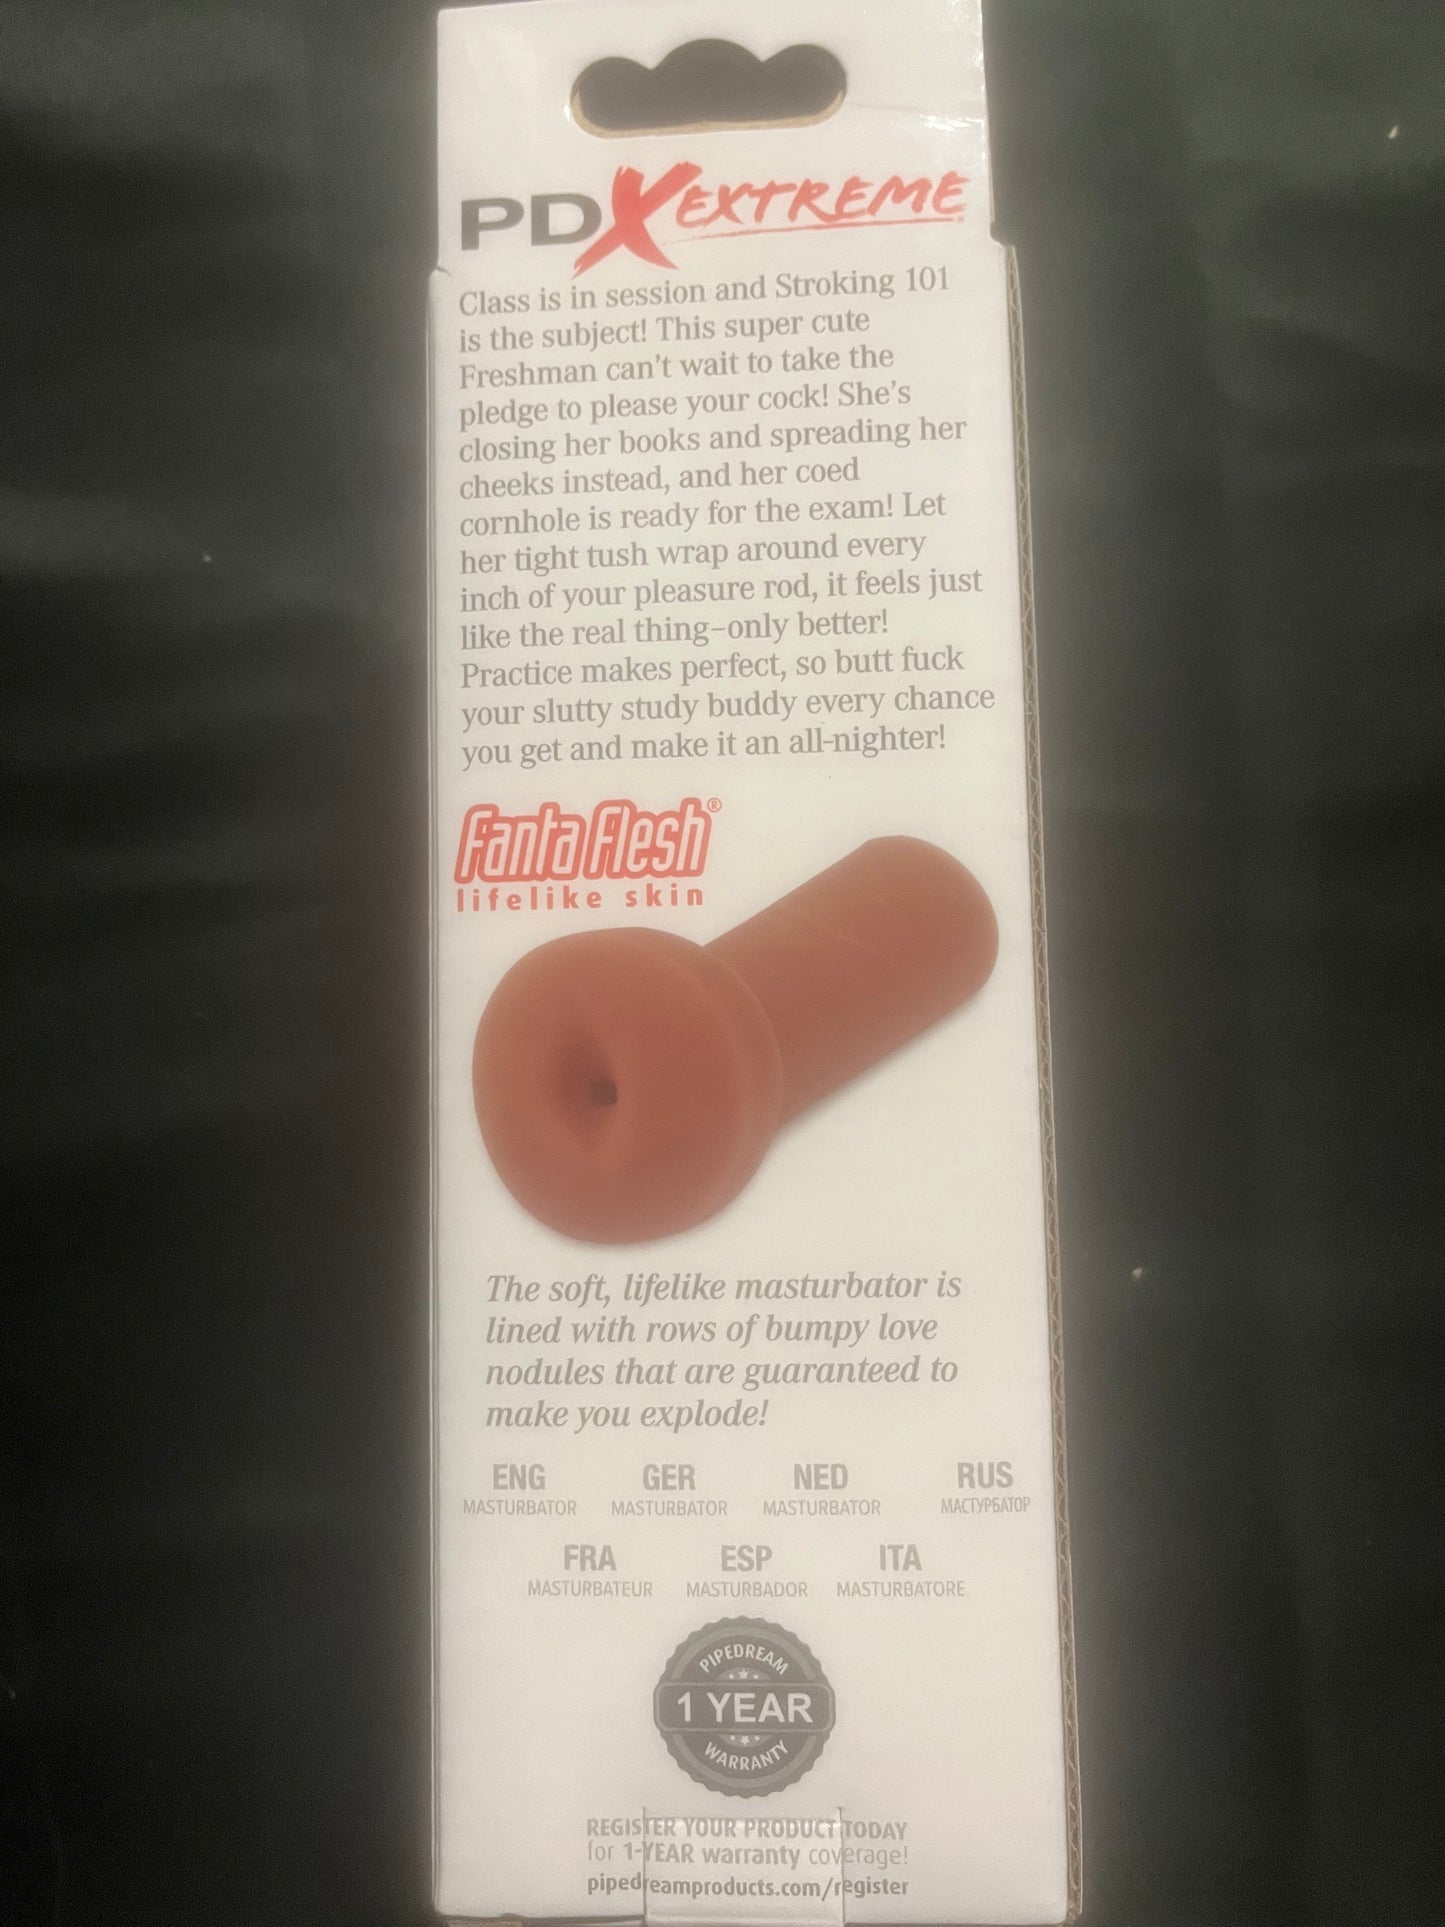 PDX EXTREME
Class is in session and Stroking 101
is the subject! This super cute
Freshman can't wait to take the
pledge to please your cock! She's
closing her books and spreading her
cheeks instead, and her coed
cornhole is ready for the exam! Let
her tight tush wrap around every
inch of your pleasure rod, it feels just
like the real thing–only better!
Practice makes perfect, so butt fuck
your slutty study buddy every chance
you get and make it an all-nighter!
Fanta Flesh®
lifelike skin
The soft, lifelike masturbator is
lined with rows of bumpy love
nodules that are guaranteed to
make you explode!
ENG GER NED RUS
MASTURBATOR MASTURBATOR MASTURBATOR МАСТУРБАТОР
FRA ESP ITA
MASTURBATEUR MASTURBADOR MASTURBATORE
PIPEDREAM
1 YEAR
WARRANTY
REGISTER YOUR PRODUCT TODAY
for 1-YEAR warranty coverage!
pipedreamproducts.com/register